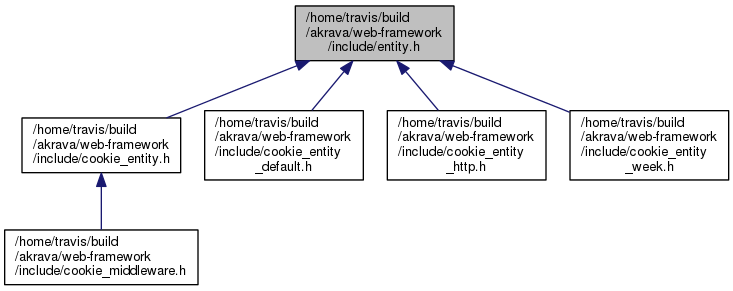 /home/travis/build
/akrava/web-framework
/include/entity.h
/home/travis/build
/akrava/web-framework
/include/cookie_entity.h
/home/travis/build
/akrava/web-framework
/include/cookie_entity
_default.h
/home/travis/build
/akrava/web-framework
/include/cookie_entity
_http.h
/home/travis/build
/akrava/web-framework
/include/cookie_entity
_week.h
/home/travis/build
/akrava/web-framework
/include/cookie_middleware.h